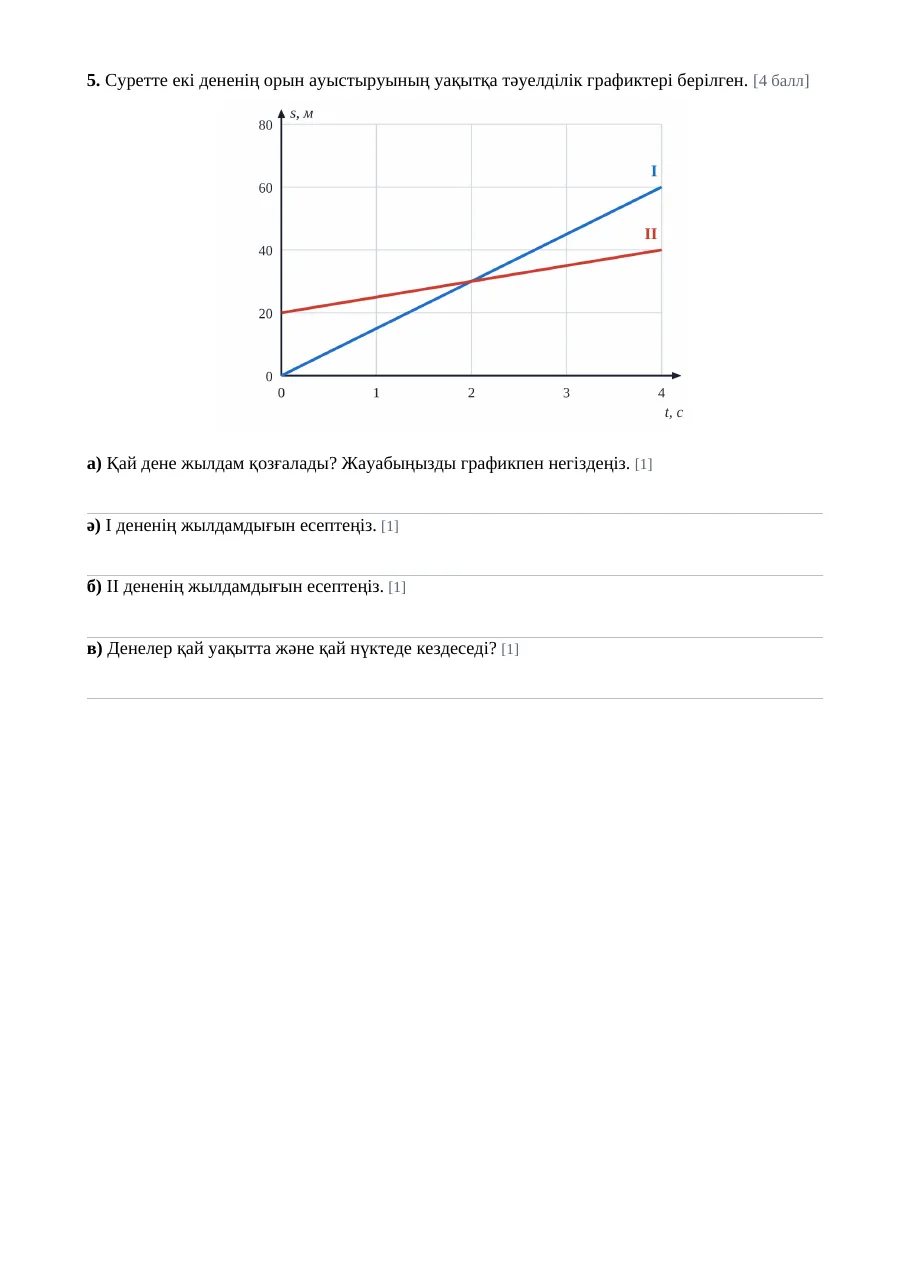 5. Суретте екі дененің орын ауыстыруының уақытқа тәуелділік графиктері берілген. [4 балл]
s, м
80
60
40
20
0
I
II
0 1 2 3 4
t, с
а) Қай дене жылдам қозғалады? Жауабыңызды графикпен негіздеңіз. [1]
ә) I дененің жылдамдығын есептеңіз. [1]
б) II дененің жылдамдығын есептеңіз. [1]
в) Денелер қай уақытта және қай нүктеде кездеседі? [1]